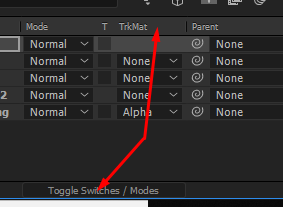 Mode T TrkMat Parent
Normal None
Normal None None
Normal None None
2 Normal None None
ng Normal Alpha None
Toggle Switches / Modes